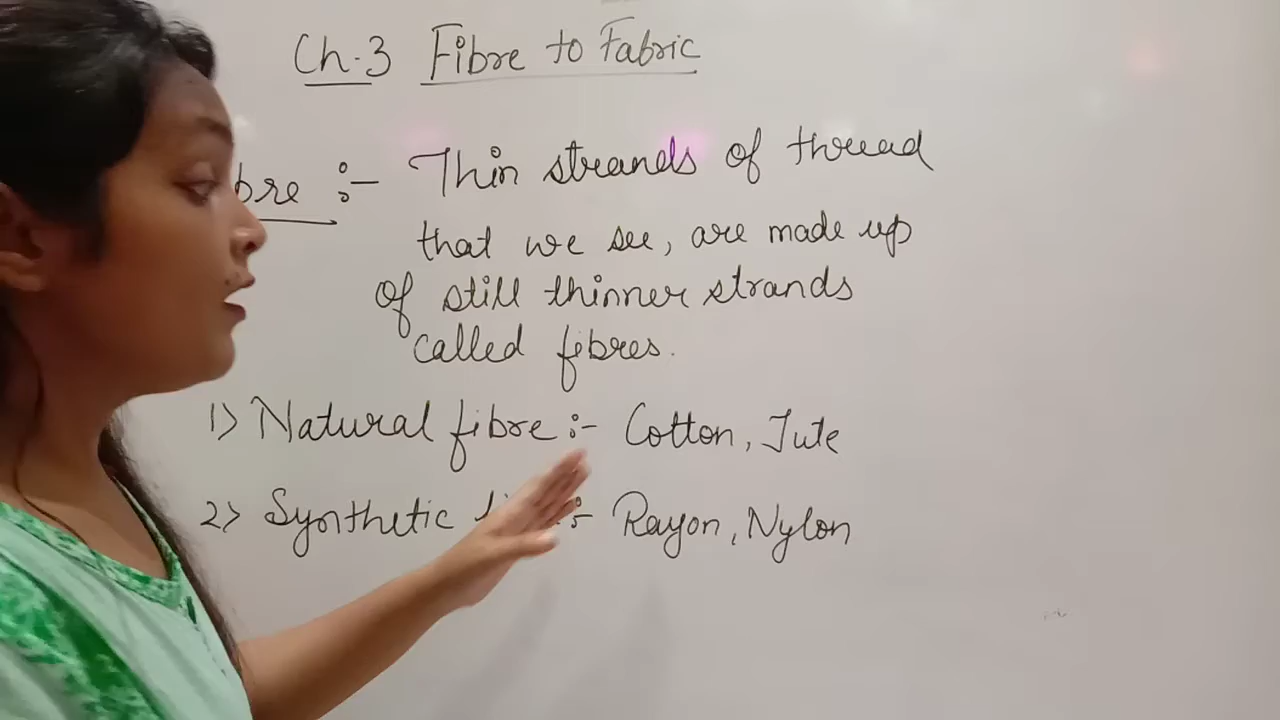 Ch.3 Fibre to Fabric
bre :- Thin strands of thread
that we see, are made up
of still thinner strands
called fibres.
1) Natural fibre :- Cotton, Jute
2) Synthetic :- Rayon, Nylon